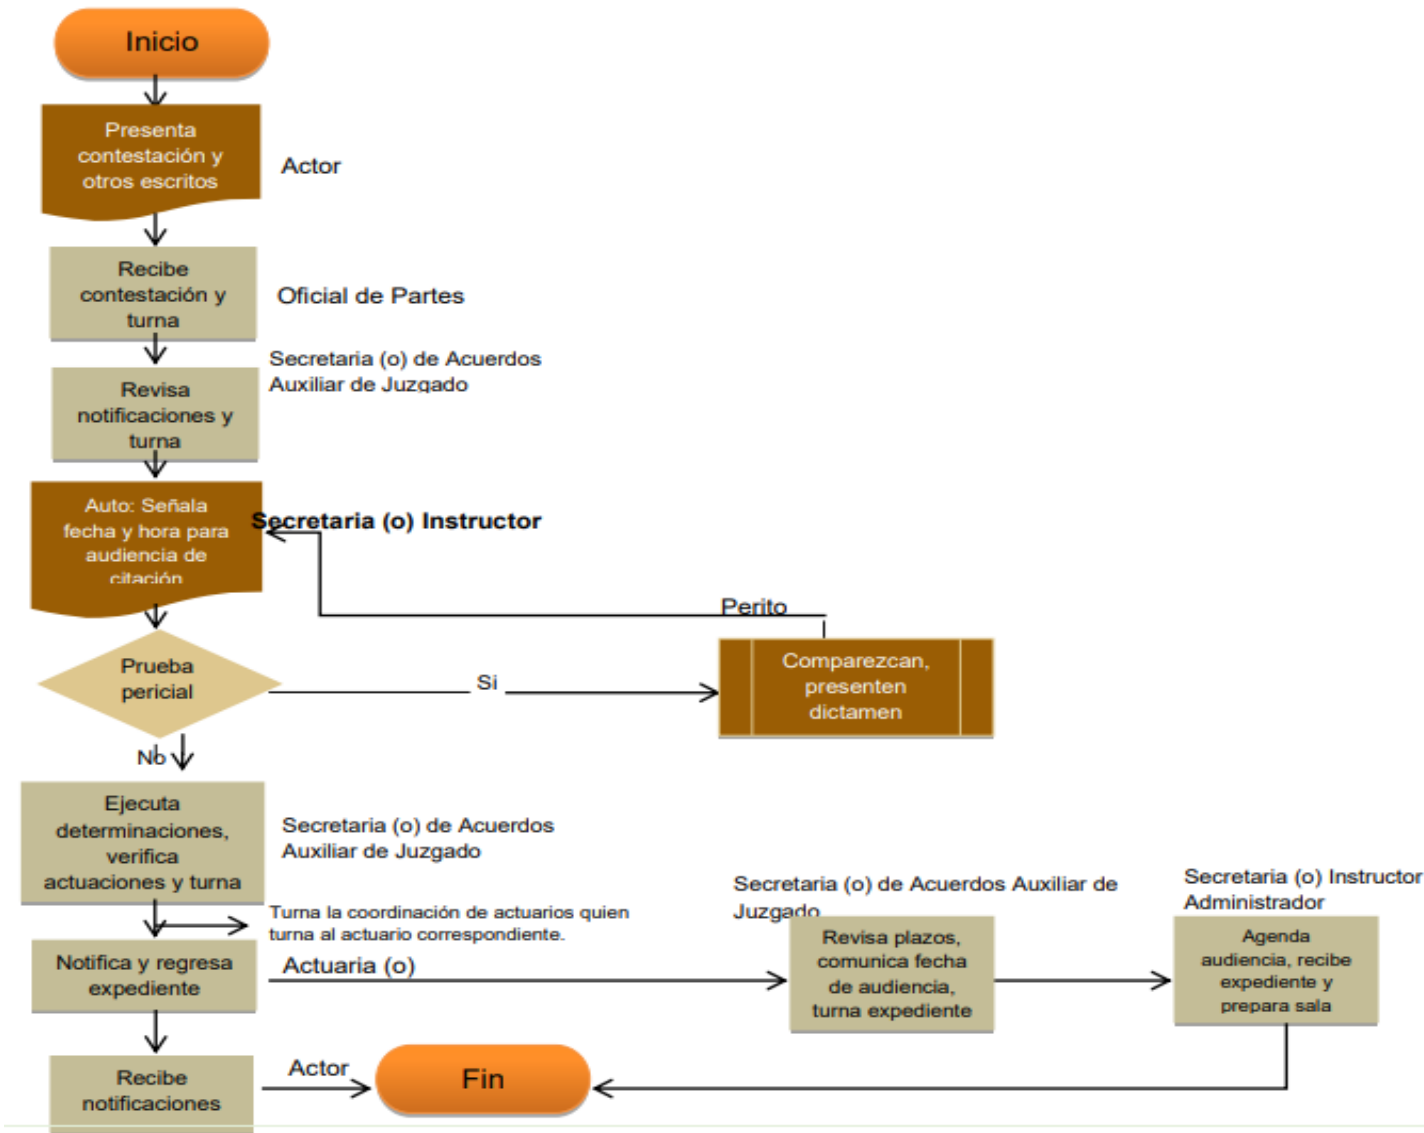 Inicio
Presenta
contestación y
otros escritos
Actor
Recibe
contestación y
turna
Oficial de Partes
Secretaria (o) de Acuerdos
Auxiliar de Juzgado
Revisa
notificaciones y
turna
Auto: Señala
fecha y hora para
audiencia de
citación
Secretaria (o) Instructor
Perito
Prueba
pericial
Si
Comparezcan,
presenten
dictamen
No
Ejecuta
determinaciones,
verifica
actuaciones y turna
Secretaria (o) de Acuerdos
Auxiliar de Juzgado
Turna la coordinación de actuarios quien
turna al actuario correspondiente.
Notifica y regresa
expediente
Actuaria (o)
Secretaria (o) de Acuerdos Auxiliar de
Juzgado
Revisa plazos,
comunica fecha
de audiencia,
turna expediente
Secretaria (o) Instructor
Administrador
Agenda
audiencia, recibe
expediente y
prepara sala
Recibe
notificaciones
Actor
Fin